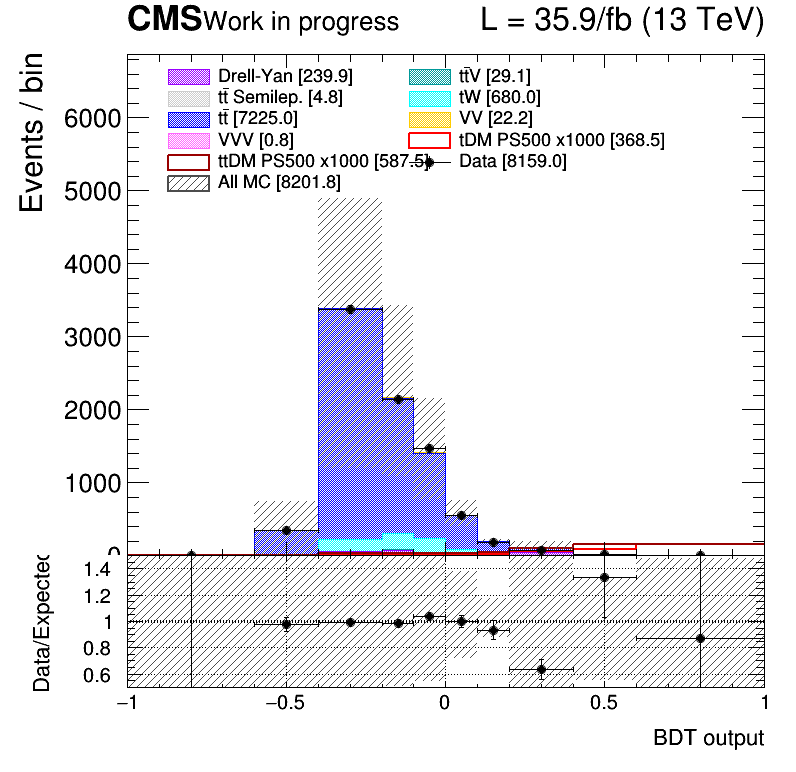 CMS Work in progress L = 35.9/fb (13 TeV)
Events / bin
Drell-Yan [239.9]
tt̄V [29.1]
tt̄ Semilep. [4.8]
tW [680.0]
tt̄ [7225.0]
VV [22.2]
VVV [0.8]
tDM PS500 x1000 [368.5]
ttDM PS500 x1000 [587.5]
Data [8159.0]
All MC [8201.8]
6000
5000
4000
3000
2000
1000
0
Data/Expected
1.4
1.2
1
0.8
0.6
−1 −0.5 0 0.5 1
BDT output